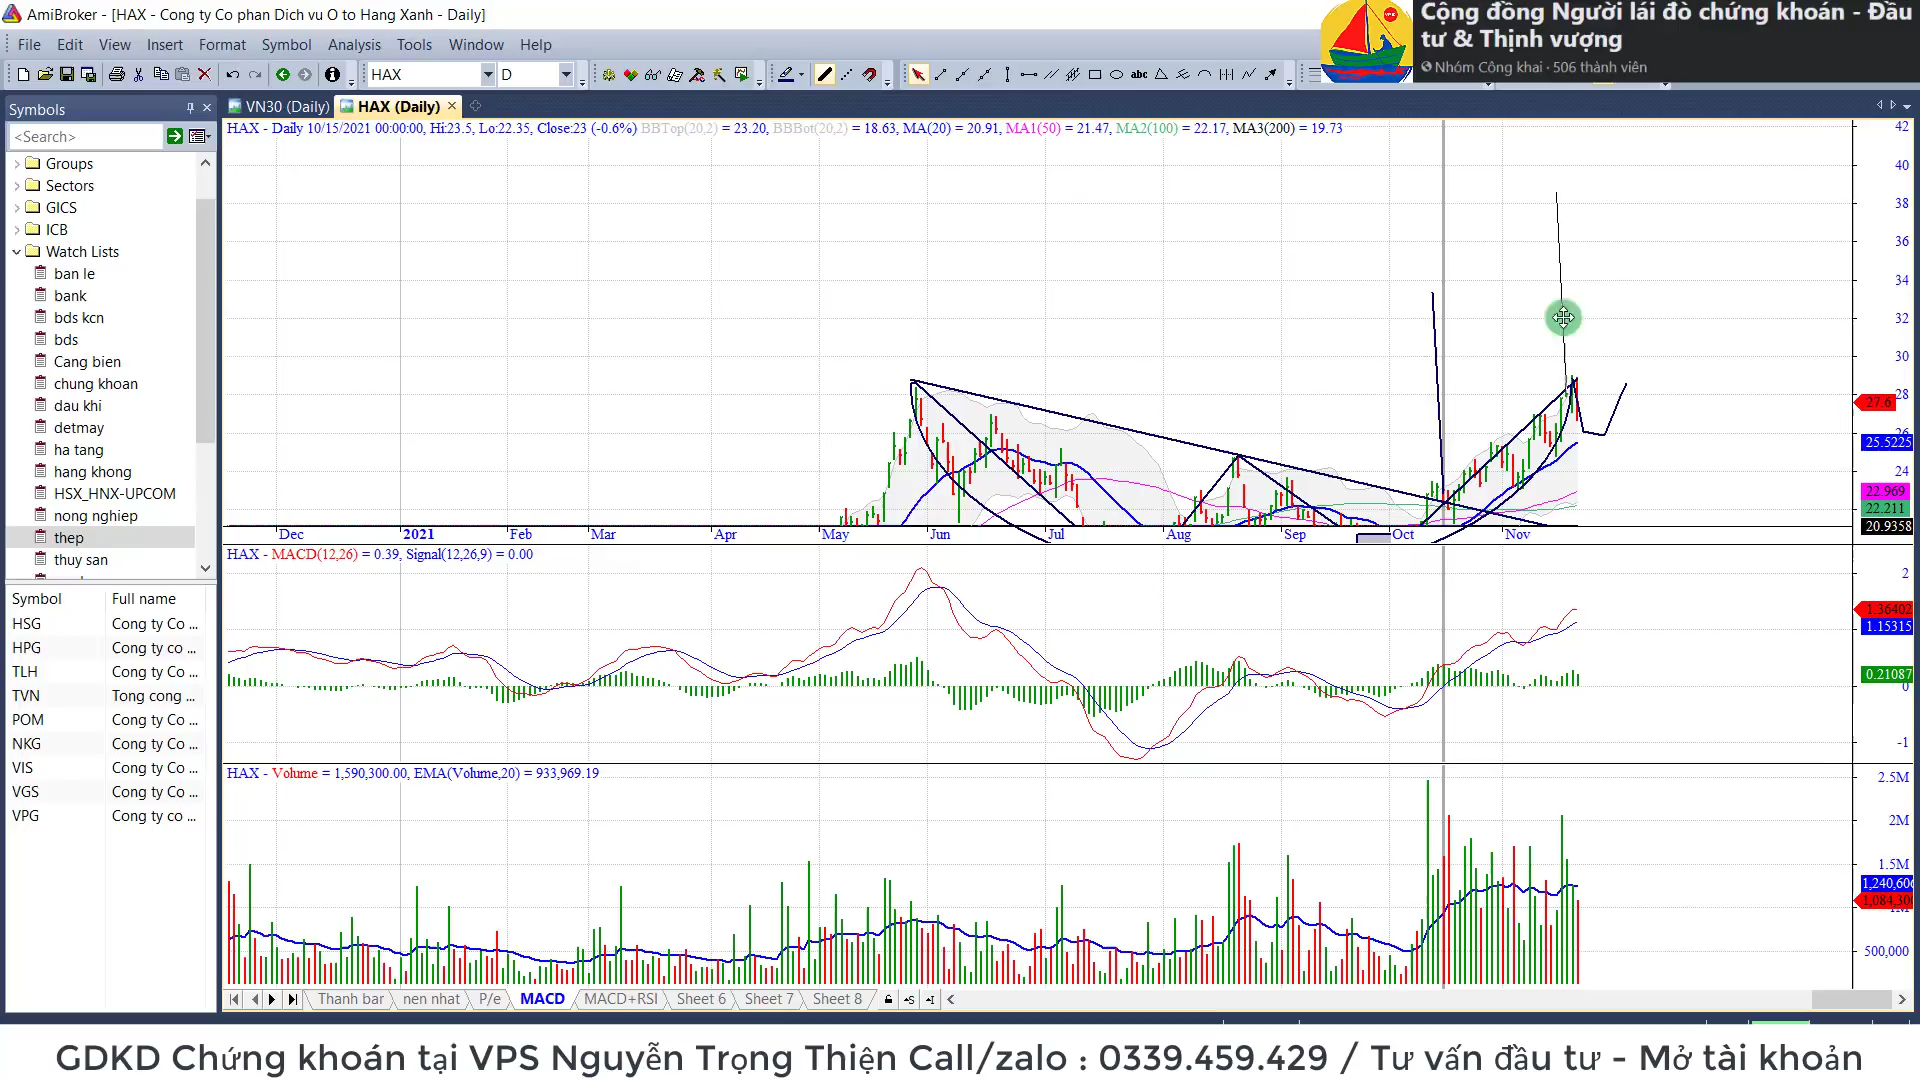 AmiBroker - [HAX - Cong ty Co phan Dich vu O to Hang Xanh - Daily]
Cộng đồng Người lái đò chứng khoán - Đầu
tư & Thịnh vượng
Nhóm Công khai · 506 thành viên
File Edit View Insert Format Symbol Analysis Tools Window Help
HAX D
abc
Symbols
VN30 (Daily) HAX (Daily)
<Search>
Groups
Sectors
GICS
ICB
Watch Lists
ban le
bank
bds kcn
bds
Cang bien
chung khoan
dau khi
detmay
ha tang
hang khong
HSX_HNX-UPCOM
nong nghiep
thep
thuy san
Symbol Full name
HSG Cong ty Co ...
HPG Cong ty co ...
TLH Cong ty Co ...
TVN Tong cong ...
POM Cong ty Co ...
NKG Cong ty Co ...
VIS Cong ty Co ...
VGS Cong ty Co ...
VPG Cong ty co ...
HAX - Daily 10/15/2021 00:00:00, Hi:23.5, Lo:22.35, Close:23 (-0.6%) BBTop(20,2) = 23.20, BBBot(20,2) = 18.63, MA(20) = 20.91, MA1(50) = 21.47, MA2(100) = 22.17, MA3(200) = 19.73
42
40
38
36
34
32
30
28
27.6
26
25.5225
24
22.969
22.211
20.9358
Dec 2021 Feb Mar Apr May Jun Jul Aug Sep Oct Nov
HAX - MACD(12,26) = 0.39, Signal(12,26,9) = 0.00
2
1.36402
1.15315
0.21087
0
-1
HAX - Volume = 1,590,300.00, EMA(Volume,20) = 933,969.19
2.5M
2M
1.5M
1,240,600
1,084,300
500,000
Thanh bar nen nhat P/e MACD MACD+RSI Sheet 6 Sheet 7 Sheet 8
GDKD Chứng khoán tại VPS Nguyễn Trọng Thiện Call/zalo : 0339.459.429 / Tư vấn đầu tư - Mở tài khoản